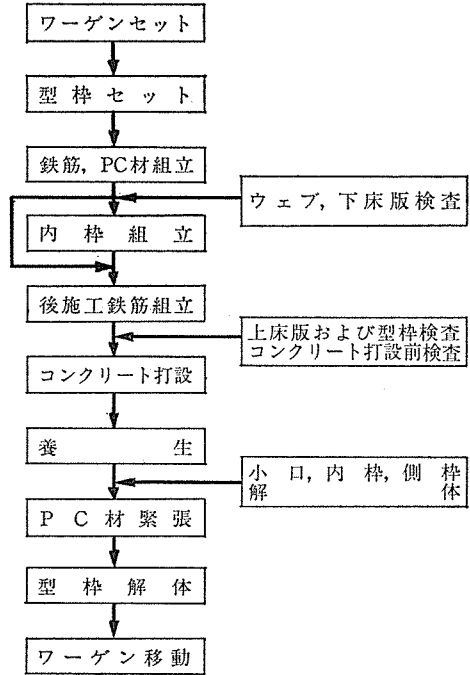 ワーゲンセット
型枠セット
鉄筋，PC材組立
ウェブ，下床版検査
内枠組立
後施工鉄筋組立
上床版および型枠検査
コンクリート打設前検査
コンクリート打設
養生
小口，内枠，側枠
解体
PC材緊張
型枠解体
ワーゲン移動